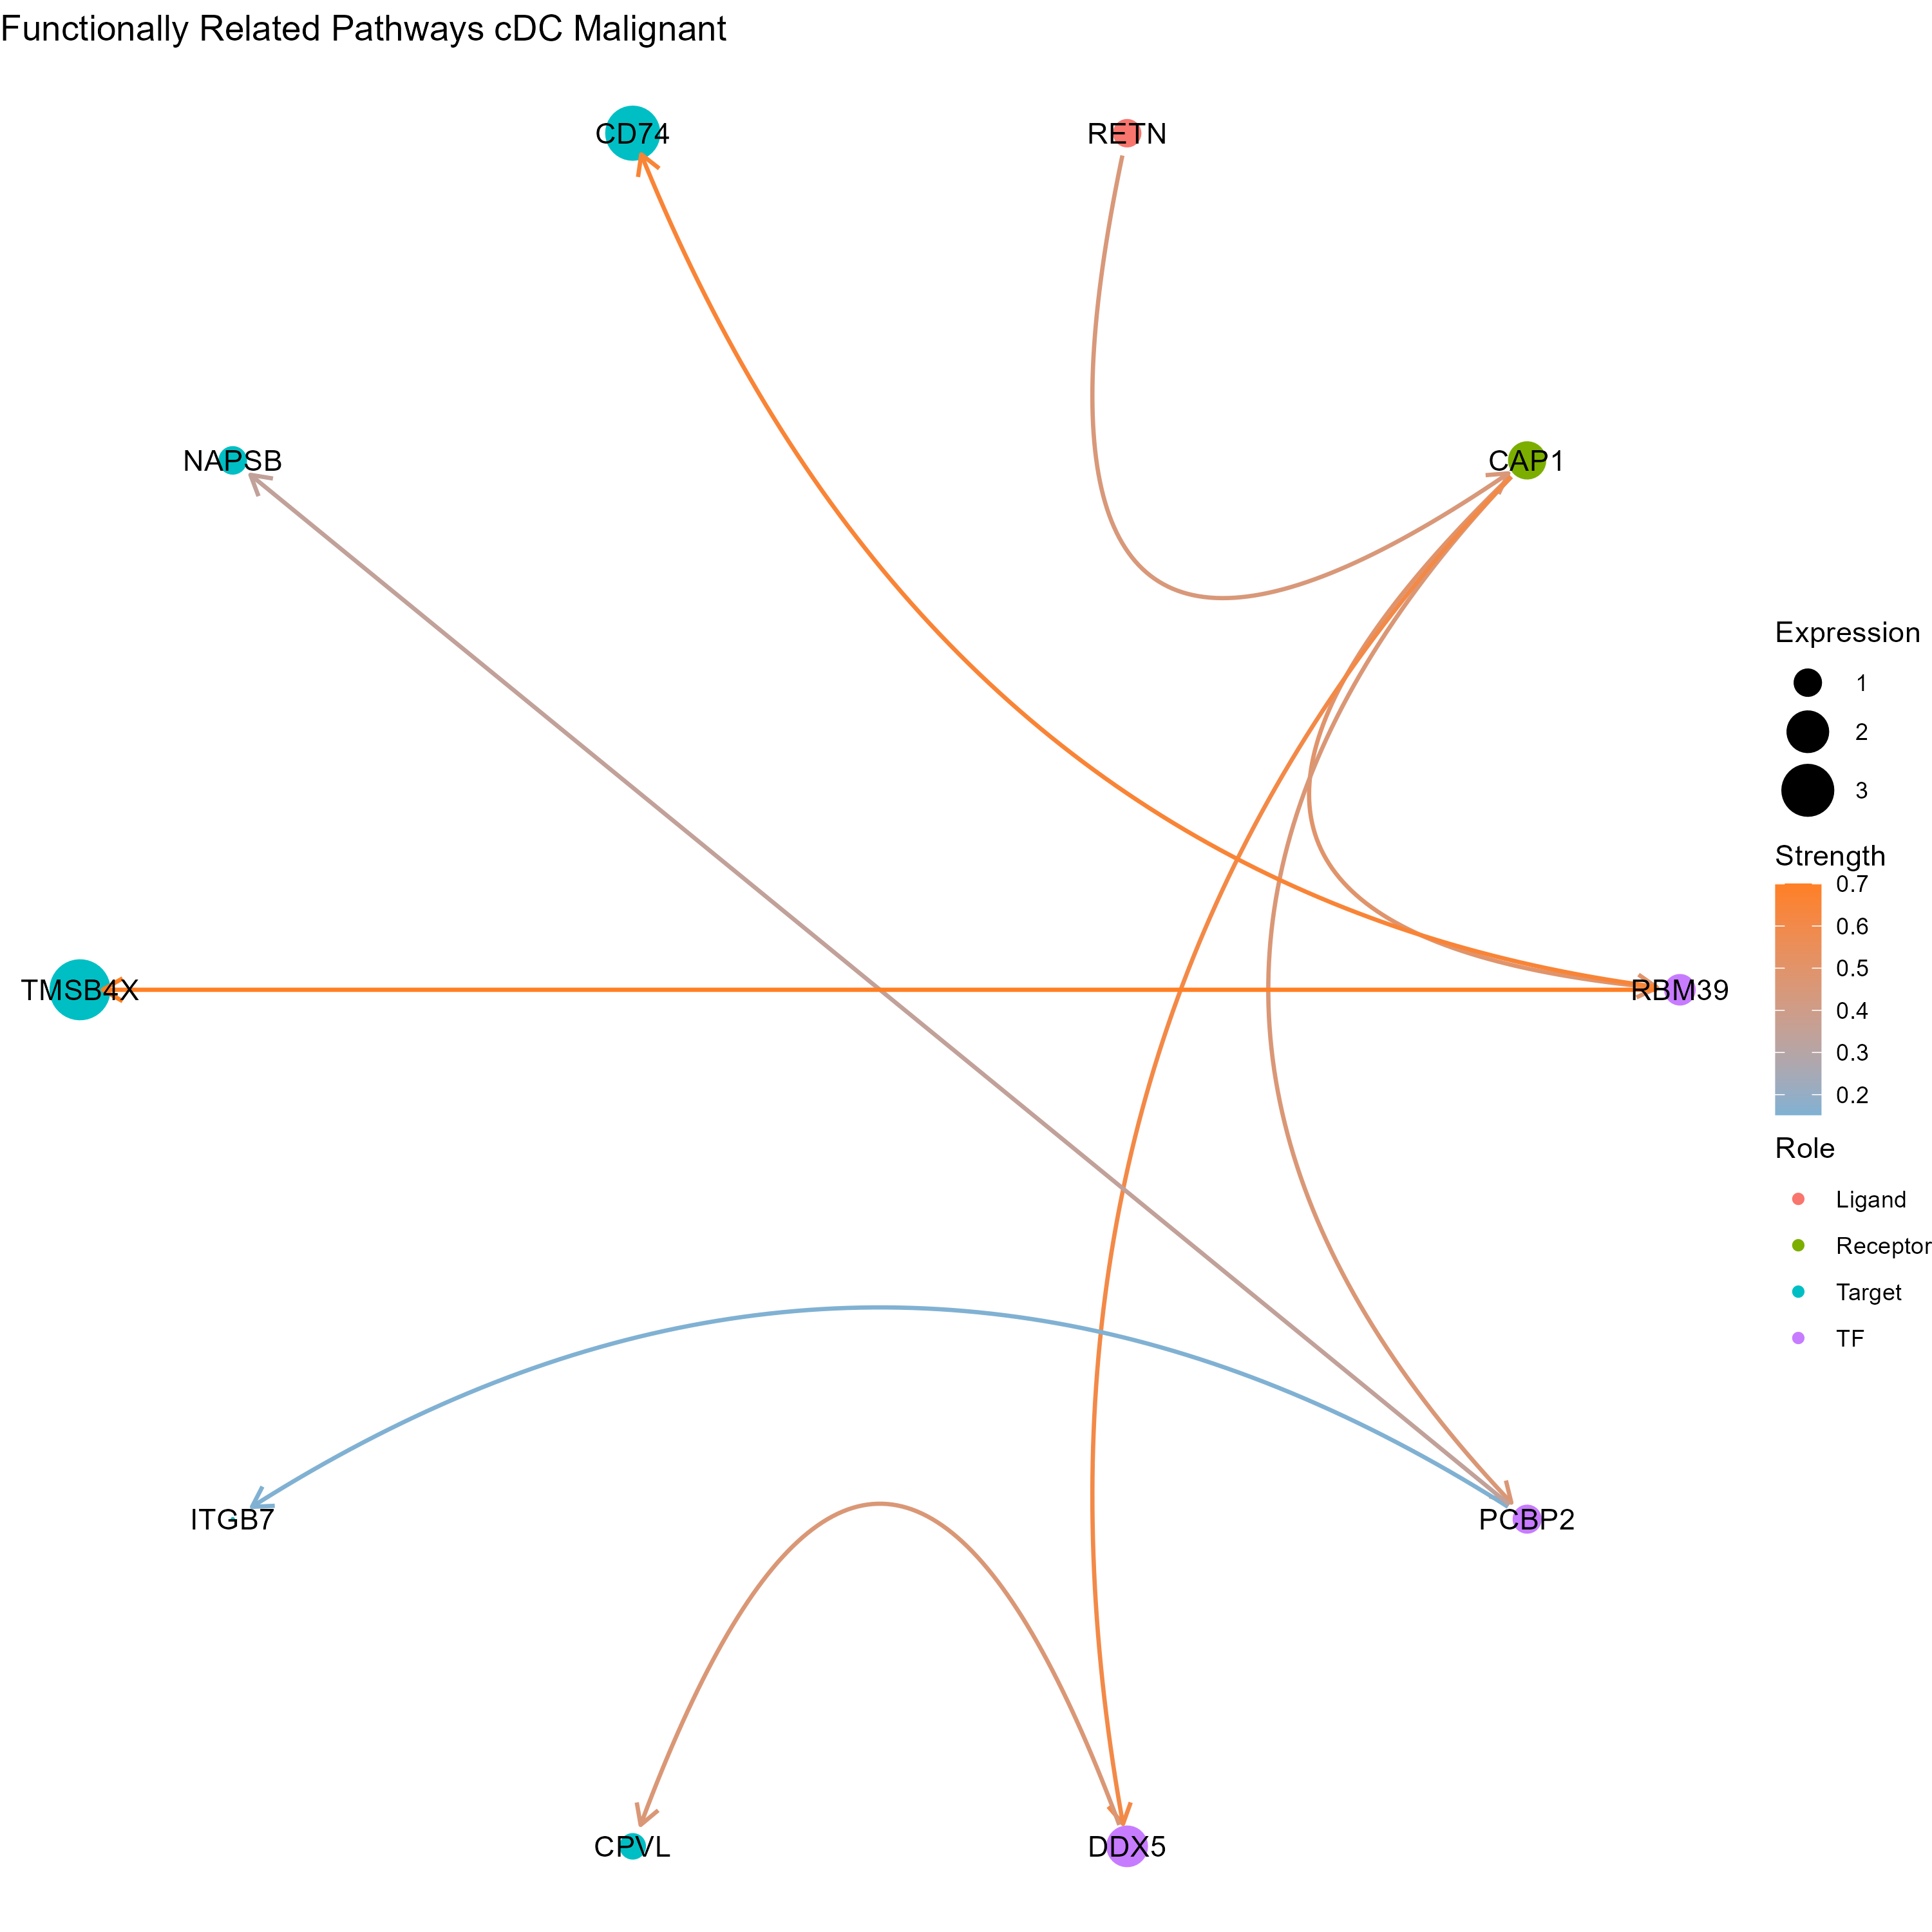 Functionally Related Pathways cDC Malignant
CD74
RETN
NAPSB
CAP1
TMSB4X
RBM39
ITGB7
PCBP2
CPVL
DDX5
Expression
1
2
3
Strength
0.7
0.6
0.5
0.4
0.3
0.2
Role
Ligand
Receptor
Target
TF